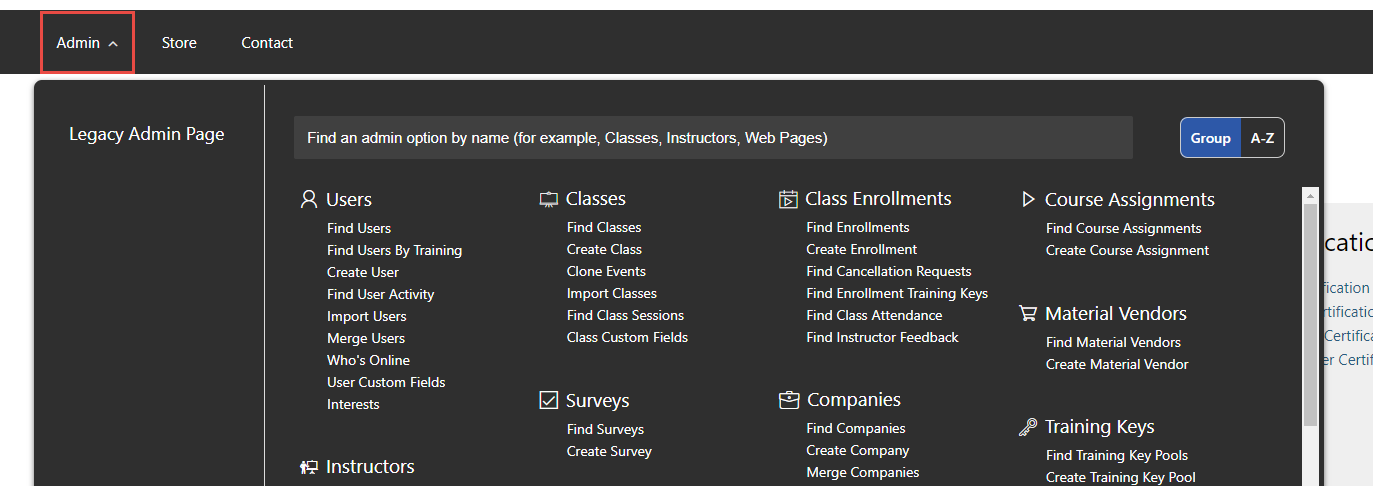 Admin
Store
Contact
Legacy Admin Page
Find an admin option by name (for example, Classes, Instructors, Web Pages)
Group
A-Z
Users
Find Users
Find Users By Training
Create User
Find User Activity
Import Users
Merge Users
Who's Online
User Custom Fields
Interests
Instructors
Classes
Find Classes
Create Class
Clone Events
Import Classes
Find Class Sessions
Class Custom Fields
Surveys
Find Surveys
Create Survey
Class Enrollments
Find Enrollments
Create Enrollment
Find Cancellation Requests
Find Enrollment Training Keys
Find Class Attendance
Find Instructor Feedback
Companies
Find Companies
Create Company
Merge Companies
Course Assignments
Find Course Assignments
Create Course Assignment
Material Vendors
Find Material Vendors
Create Material Vendor
Training Keys
Find Training Key Pools
Create Training Key Pool